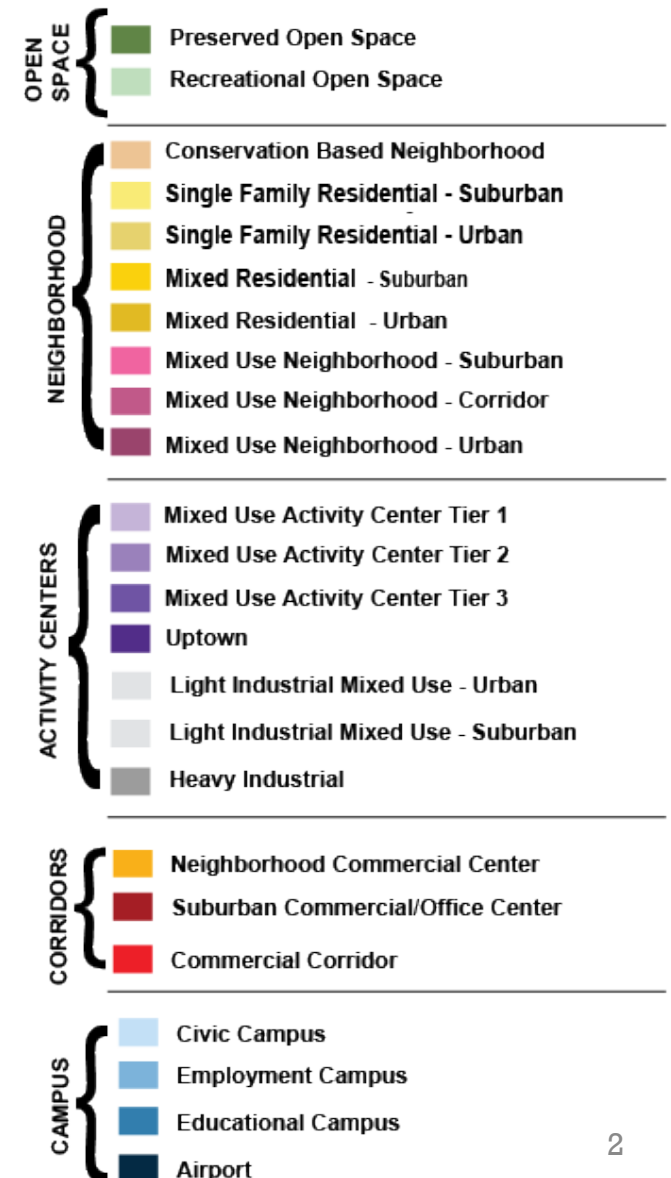 OPEN
SPACE
Preserved Open Space
Recreational Open Space
NEIGHBORHOOD
Conservation Based Neighborhood
Single Family Residential - Suburban
Single Family Residential - Urban
Mixed Residential - Suburban
Mixed Residential - Urban
Mixed Use Neighborhood - Suburban
Mixed Use Neighborhood - Corridor
Mixed Use Neighborhood - Urban
ACTIVITY CENTERS
Mixed Use Activity Center Tier 1
Mixed Use Activity Center Tier 2
Mixed Use Activity Center Tier 3
Uptown
Light Industrial Mixed Use - Urban
Light Industrial Mixed Use - Suburban
Heavy Industrial
CORRIDORS
Neighborhood Commercial Center
Suburban Commercial/Office Center
Commercial Corridor
CAMPUS
Civic Campus
Employment Campus
Educational Campus
Airport
2